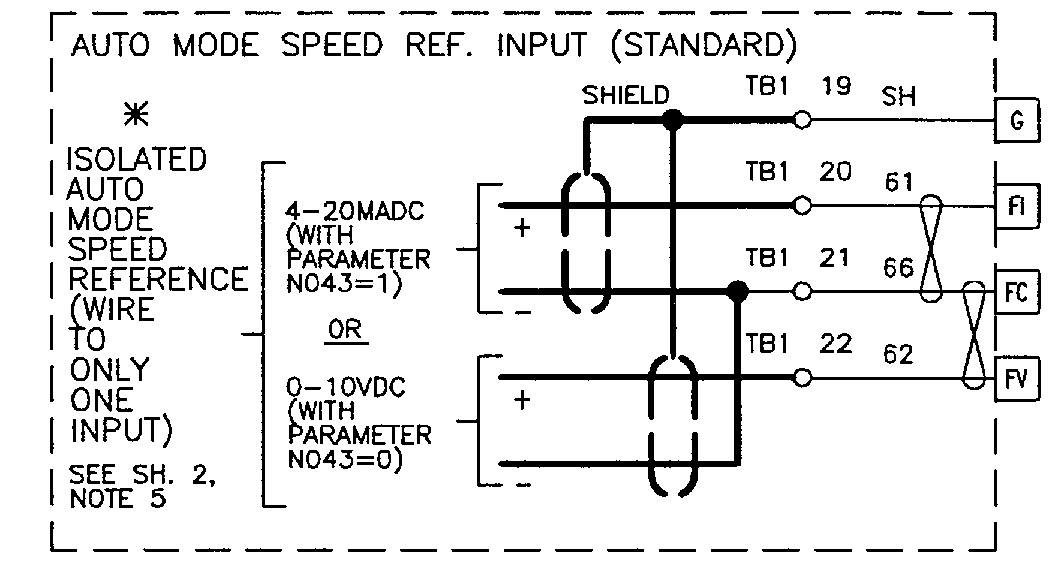 AUTO MODE SPEED REF. INPUT (STANDARD)
*
ISOLATED
AUTO
MODE
SPEED
REFERENCE
(WIRE
TO
ONLY
ONE
INPUT)
SEE SH. 2,
NOTE 5
4-20MADC
(WITH
PARAMETER
N043=1)
OR
0-10VDC
(WITH
PARAMETER
N043=0)
+
-
+
-
SHIELD
TB1 19 SH G
TB1 20 61 FI
TB1 21 66 FC
TB1 22 62 FV